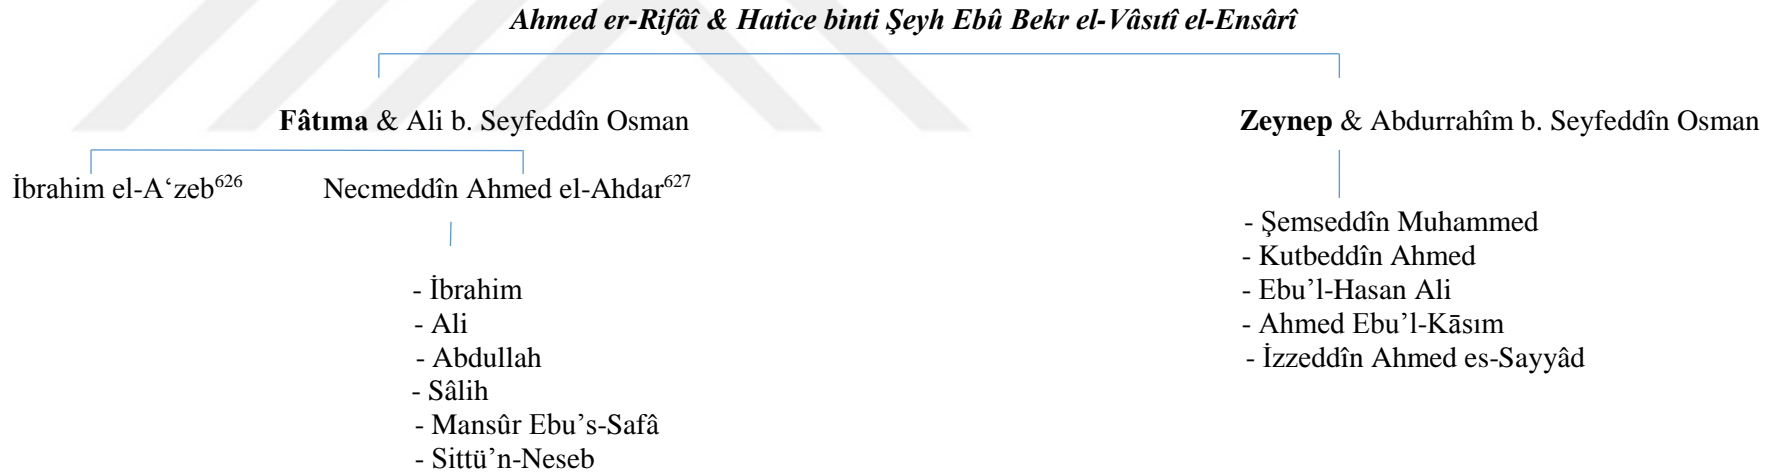 Ahmed er-Rifâî & Hatice binti Şeyh Ebû Bekr el-Vâsıtî el-Ensârî
Fâtıma & Ali b. Seyfeddîn Osman
Zeynep & Abdurrahîm b. Seyfeddîn Osman
İbrahim el-A‘zeb626
Necmeddîn Ahmed el-Ahdar627
- İbrahim
- Ali
- Abdullah
- Sâlih
- Mansûr Ebu’s-Safâ
- Sittü’n-Neseb
- Şemseddîn Muhammed
- Kutbeddîn Ahmed
- Ebu’l-Hasan Ali
- Ahmed Ebu’l-Kāsım
- İzzeddîn Ahmed es-Sayyâd